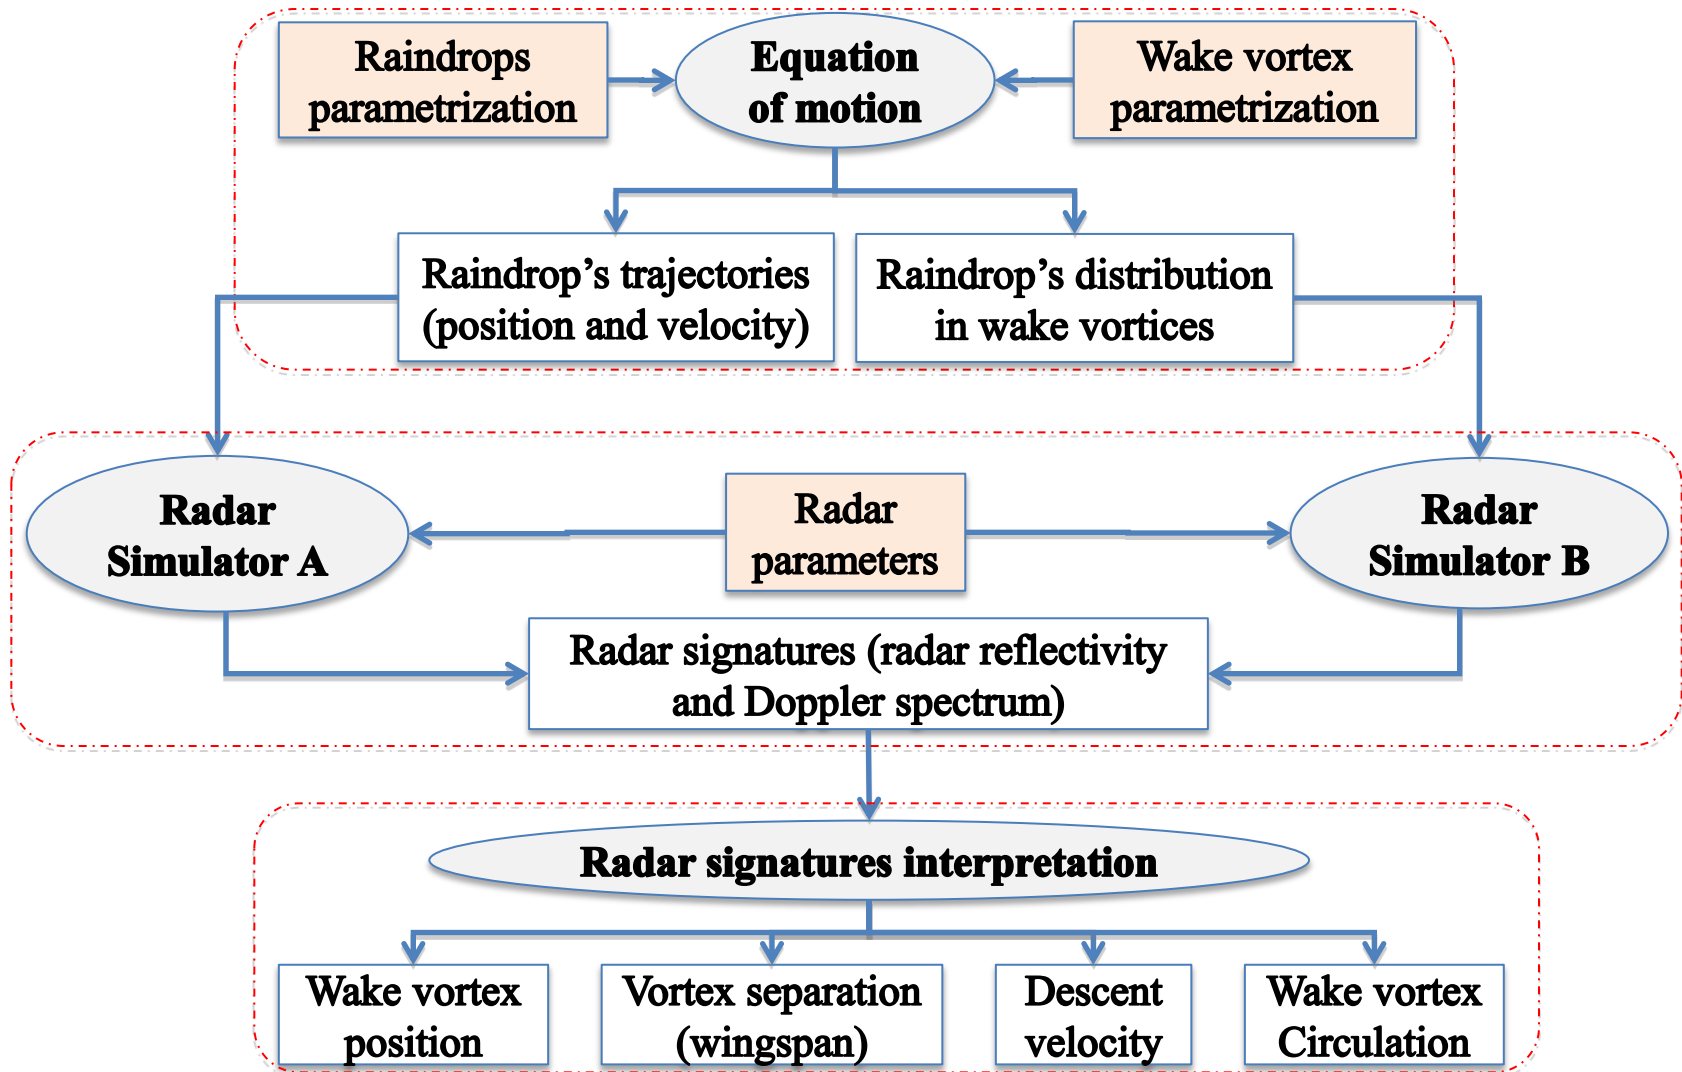 Raindrops
parametrization
Equation
of motion
Wake vortex
parametrization
Raindrop’s trajectories
(position and velocity)
Raindrop’s distribution
in wake vortices
Radar
Simulator A
Radar
parameters
Radar
Simulator B
Radar signatures (radar reflectivity
and Doppler spectrum)
Radar signatures interpretation
Wake vortex
position
Vortex separation
(wingspan)
Descent
velocity
Wake vortex
Circulation